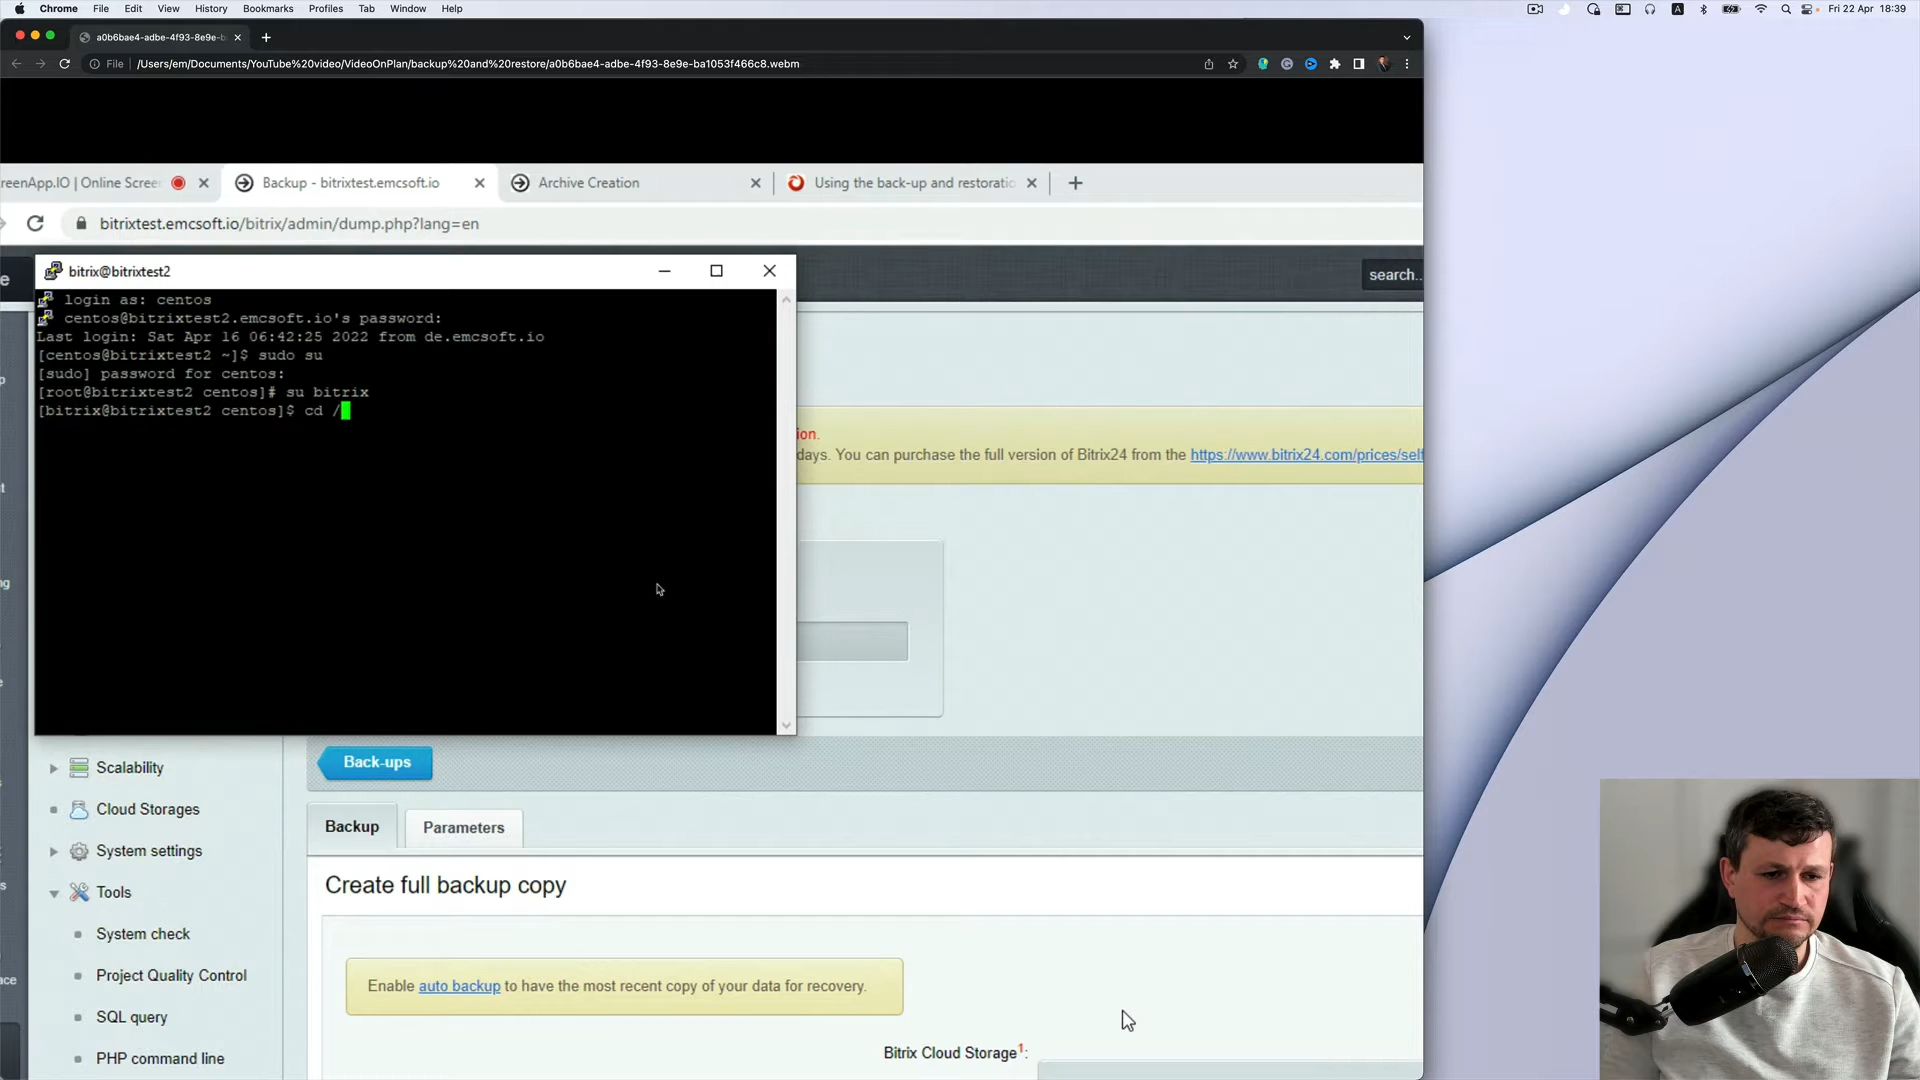 Chrome File Edit View History Bookmarks Profiles Tab Window Help
A
Fri 22 Apr 18:39
a0b6bae4-adbe-4f93-8e9e-b
File /Users/em/Documents/YouTube%20video/VideoOnPlan/backup%20and%20restore/a0b6bae4-adbe-4f93-8e9e-ba1053f466c8.webm
reenApp.IO | Online Scree
Backup - bitrixtest.emcsoft.io
Archive Creation
Using the back-up and restoratio
bitrixtest.emcsoft.io/bitrix/admin/dump.php?lang=en
e
search..
bitrix@bitrixtest2
login as: centos
centos@bitrixtest2.emcsoft.io's password:
Last login: Sat Apr 16 06:42:25 2022 from de.emcsoft.io
[centos@bitrixtest2 ~]$ sudo su
[sudo] password for centos:
[root@bitrixtest2 centos]# su bitrix
[bitrix@bitrixtest2 centos]$ cd /
ion.
days. You can purchase the full version of Bitrix24 from the https://www.bitrix24.com/prices/self
ng
Back-ups
Scalability
Cloud Storages
System settings
Tools
System check
Project Quality Control
SQL query
PHP command line
ace
Backup
Parameters
Create full backup copy
Enable auto backup to have the most recent copy of your data for recovery.
Bitrix Cloud Storage1: